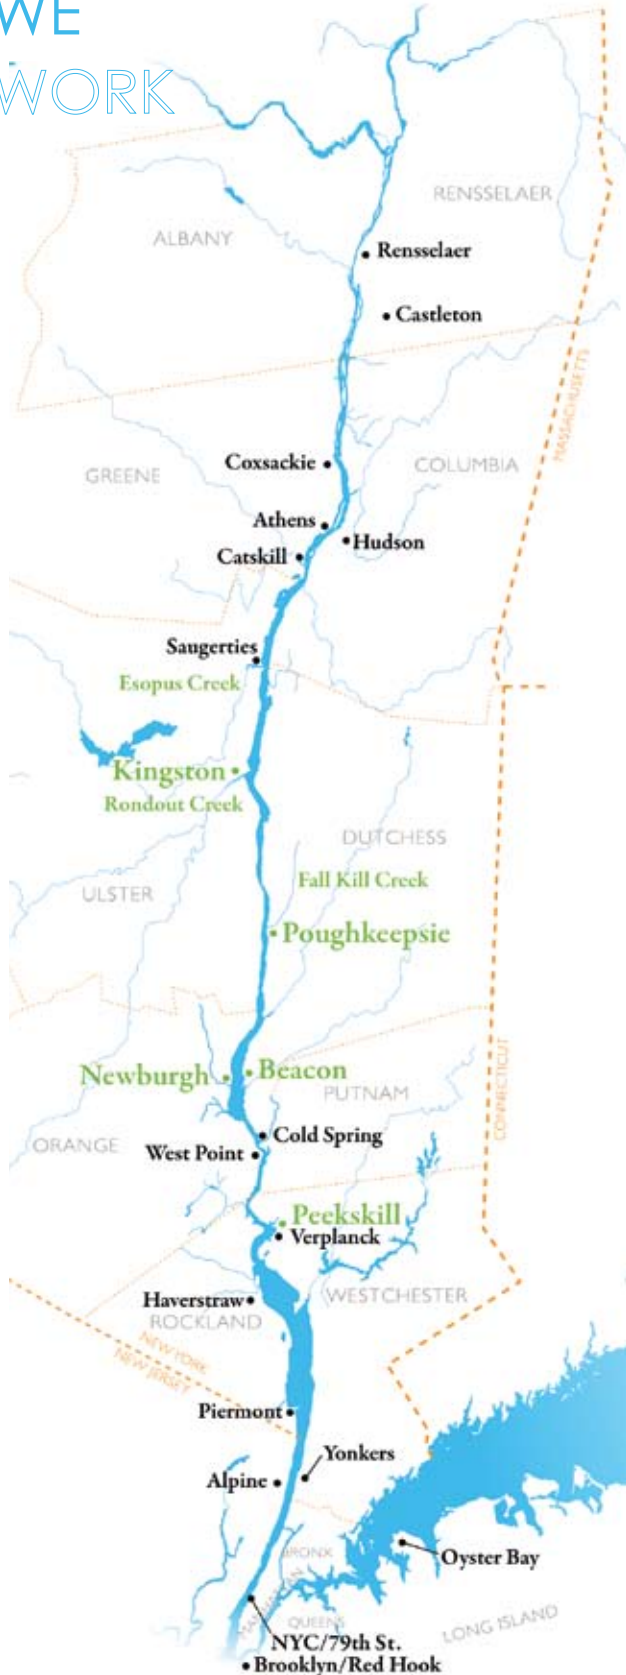 WE
WORK
RENSSELAER
ALBANY
Rensselaer
Castleton
MASSACHUSETTS
Coxsackie
COLUMBIA
GREENE
Athens
Hudson
Catskill
Saugerties
Esopus Creek
Kingston
Rondout Creek
DUTCHESS
Fall Kill Creek
ULSTER
Poughkeepsie
CONNECTICUT
Newburgh
Beacon
PUTNAM
Cold Spring
ORANGE
West Point
Peekskill
Verplanck
WESTCHESTER
Haverstraw
ROCKLAND
NEW YORK
NEW JERSEY
Piermont
Yonkers
Alpine
BRONX
Oyster Bay
MANHATTAN
QUEENS
LONG ISLAND
NYC/79th St.
Brooklyn/Red Hook